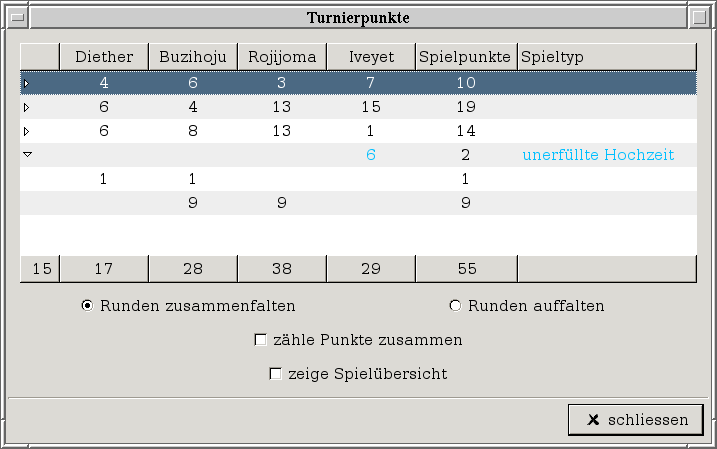 Turnierpunkte
Diether Buzihoju Rojijoma Iveyet Spielpunkte Spieltyp
4 6 3 7 10
6 4 13 15 19
6 8 13 1 14
6 2 unerfüllte Hochzeit
1 1 1
9 9 9
15 17 28 38 29 55
Runden zusammenfalten Runden auffalten
zähle Punkte zusammen
zeige Spielübersicht
schliessen